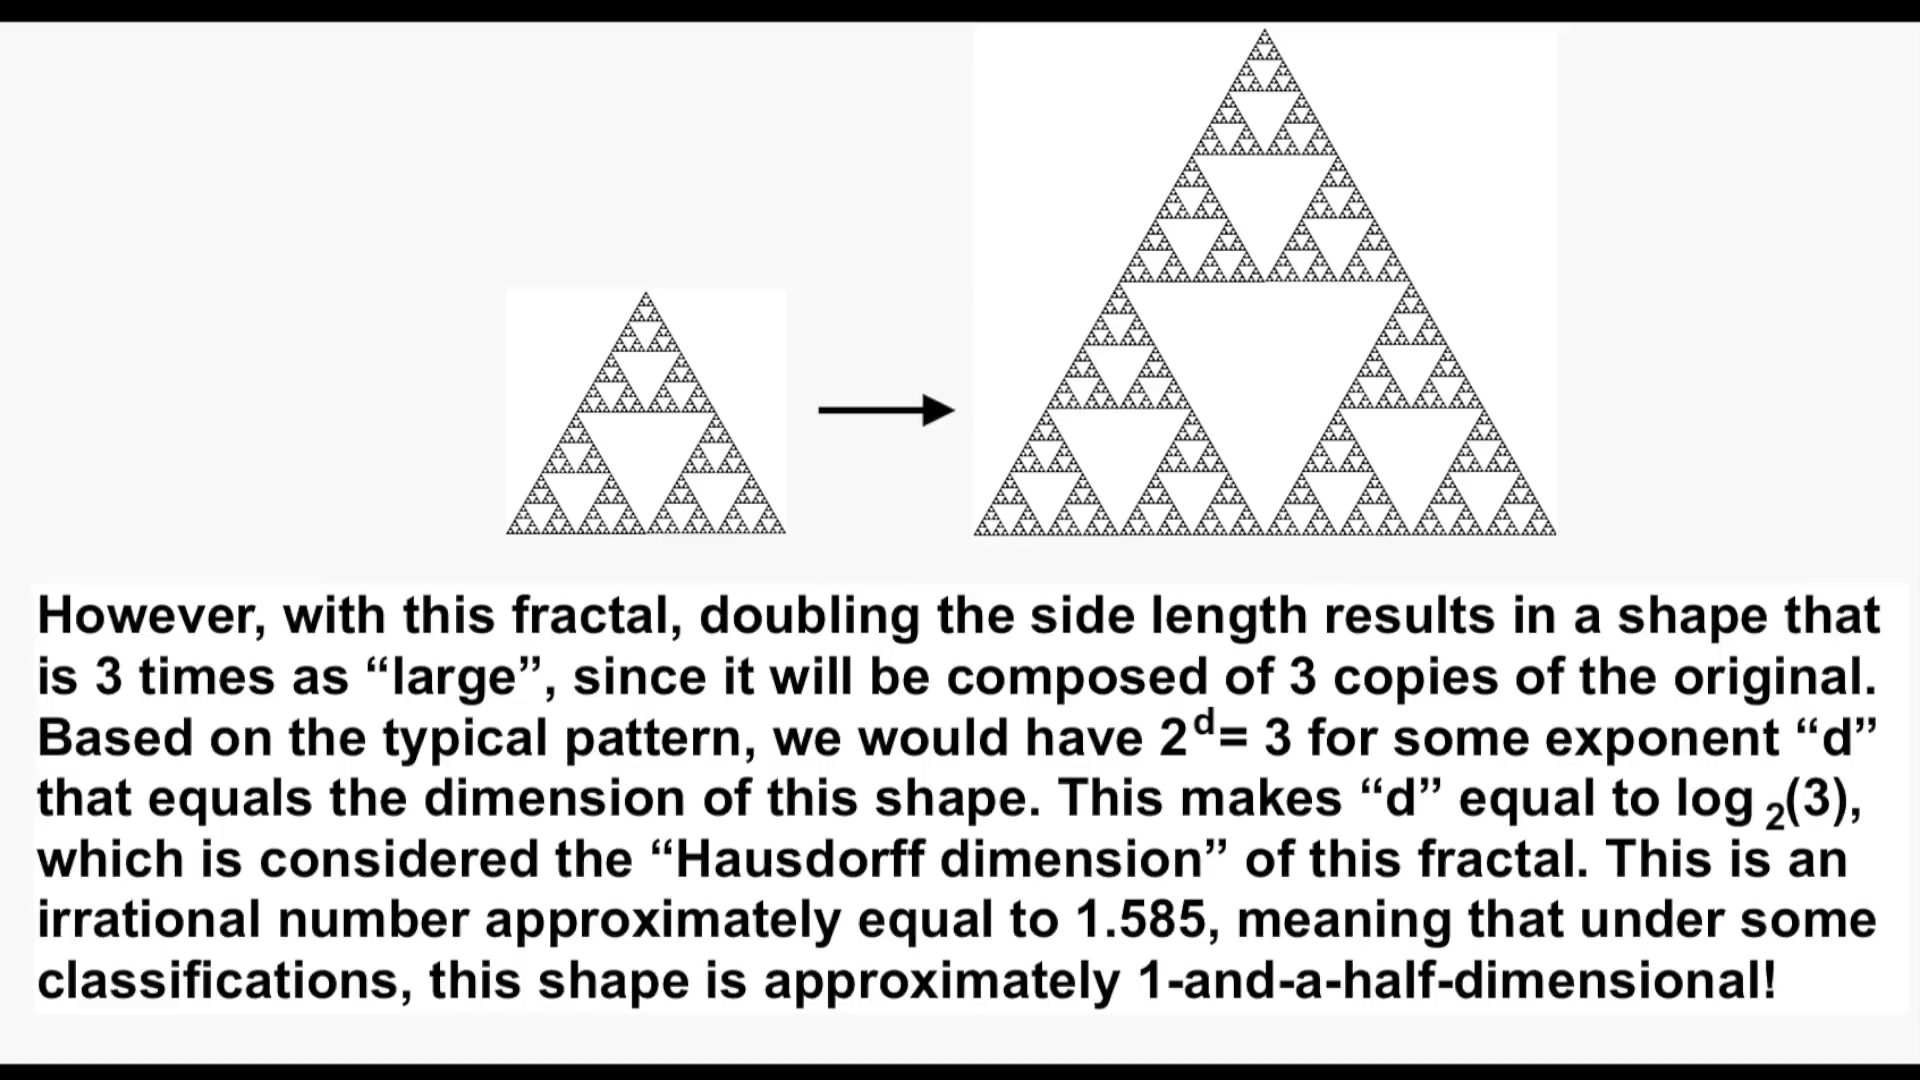 However, with this fractal, doubling the side length results in a shape that
is 3 times as “large”, since it will be composed of 3 copies of the original.
Based on the typical pattern, we would have 2ᵈ= 3 for some exponent “d”
that equals the dimension of this shape. This makes “d” equal to log ₂(3),
which is considered the “Hausdorff dimension” of this fractal. This is an
irrational number approximately equal to 1.585, meaning that under some
classifications, this shape is approximately 1-and-a-half-dimensional!